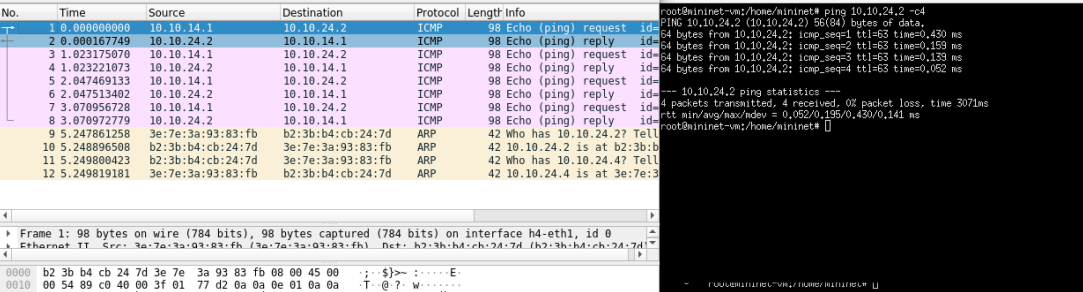 No. Time Source Destination Protocol Length Info
1 0.000000000 10.10.14.1 10.10.24.2 ICMP 98 Echo (ping) request id=
2 0.000167749 10.10.24.2 10.10.14.1 ICMP 98 Echo (ping) reply id=
3 1.023175070 10.10.14.1 10.10.24.2 ICMP 98 Echo (ping) request id=
4 1.023221073 10.10.24.2 10.10.14.1 ICMP 98 Echo (ping) reply id=
5 2.047469133 10.10.14.1 10.10.24.2 ICMP 98 Echo (ping) request id=
6 2.047513402 10.10.24.2 10.10.14.1 ICMP 98 Echo (ping) reply id=
7 3.070956728 10.10.14.1 10.10.24.2 ICMP 98 Echo (ping) request id=
8 3.070972779 10.10.24.2 10.10.14.1 ICMP 98 Echo (ping) reply id=
9 5.247861258 3e:7e:3a:93:83:fb b2:3b:b4:cb:24:7d ARP 42 Who has 10.10.24.2? Tell
10 5.248896508 b2:3b:b4:cb:24:7d 3e:7e:3a:93:83:fb ARP 42 10.10.24.2 is at b2:3b:b
11 5.249800423 b2:3b:b4:cb:24:7d 3e:7e:3a:93:83:fb ARP 42 Who has 10.10.24.4? Tell
12 5.249819181 3e:7e:3a:93:83:fb b2:3b:b4:cb:24:7d ARP 42 10.10.24.4 is at 3e:7e:3
Frame 1: 98 bytes on wire (784 bits), 98 bytes captured (784 bits) on interface h4-eth1, id 0
Ethernet II, Src: 3e:7e:3a:93:83:fb (3e:7e:3a:93:83:fb), Dst: b2:3b:b4:cb:24:7d (b2:3b:b4:cb:24:7d)
0000 b2 3b b4 cb 24 7d 3e 7e 3a 93 83 fb 08 00 45 00 ·;··$}>~ :·····E·
0010 00 54 89 c0 40 00 3f 01 77 d2 0a 0a 0e 01 0a 0a ·T··@·?· w·······
root@mininet-vm:/home/mininet# ping 10.10.24.2 -c4
PING 10.10.24.2 (10.10.24.2) 56(84) bytes of data.
64 bytes from 10.10.24.2: icmp_seq=1 ttl=63 time=0.430 ms
64 bytes from 10.10.24.2: icmp_seq=2 ttl=63 time=0.159 ms
64 bytes from 10.10.24.2: icmp_seq=3 ttl=63 time=0.139 ms
64 bytes from 10.10.24.2: icmp_seq=4 ttl=63 time=0.052 ms
--- 10.10.24.2 ping statistics ---
4 packets transmitted, 4 received, 0% packet loss, time 3071ms
rtt min/avg/max/mdev = 0.052/0.195/0.430/0.141 ms
root@mininet-vm:/home/mininet#
root@mininet-vm:/home/mininet#